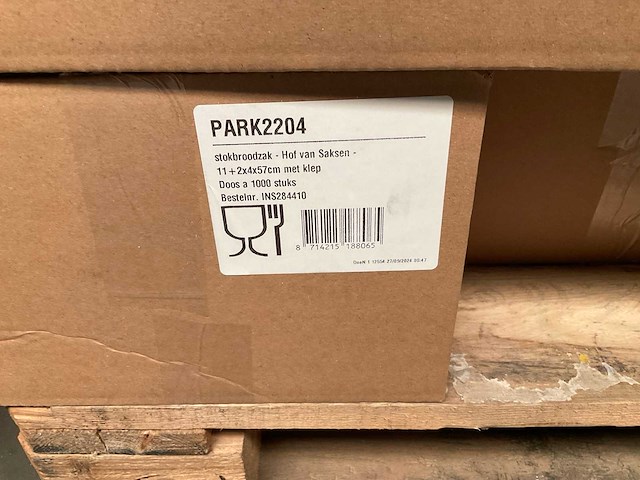 PARK2204
stokbroodzak - Hof van Saksen -
11+2x4x57cm met klep
Doos a 1000 stuks
Bestelnr. INS284410
8 714215 188065